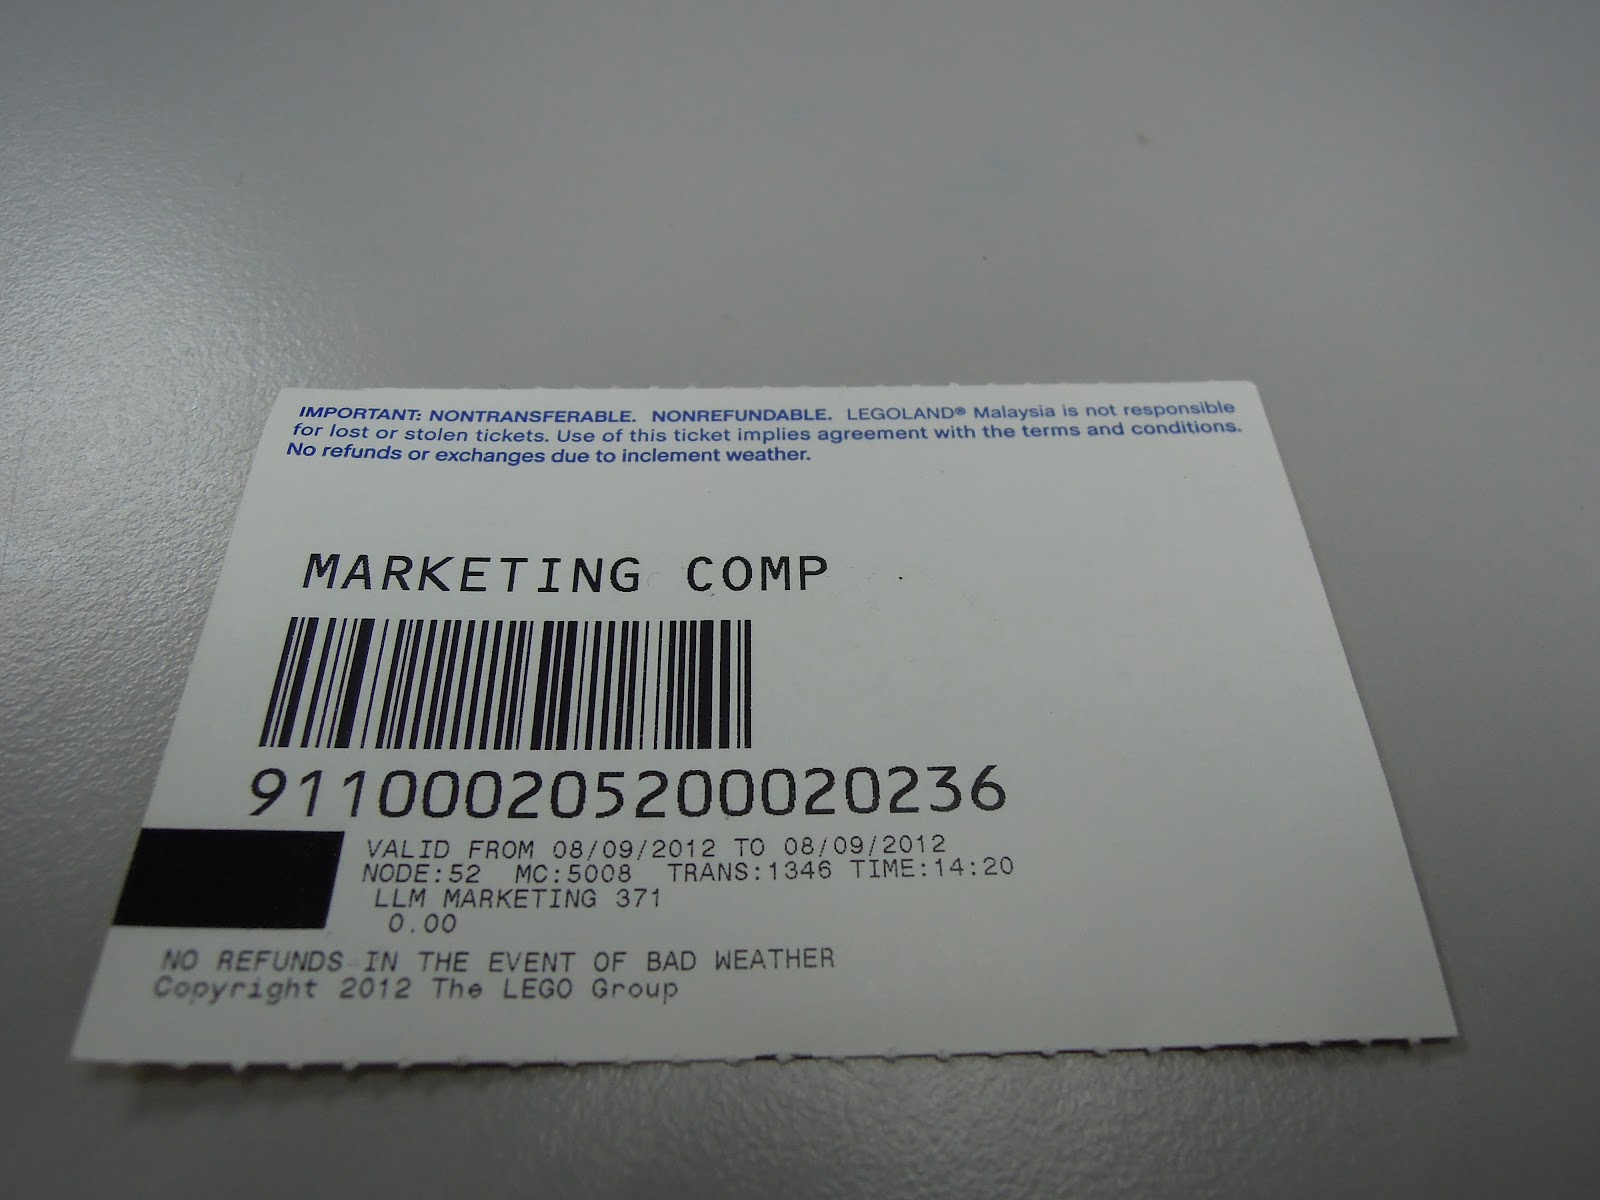 IMPORTANT: NONTRANSFERABLE. NONREFUNDABLE. LEGOLAND® Malaysia is not responsible
for lost or stolen tickets. Use of this ticket implies agreement with the terms and conditions.
No refunds or exchanges due to inclement weather.
MARKETING COMP
911000205200020236
VALID FROM 08/09/2012 TO 08/09/2012
NODE:52 MC:5008 TRANS:1346 TIME:14:20
LLM MARKETING 371
0.00
NO REFUNDS IN THE EVENT OF BAD WEATHER
Copyright 2012 The LEGO Group